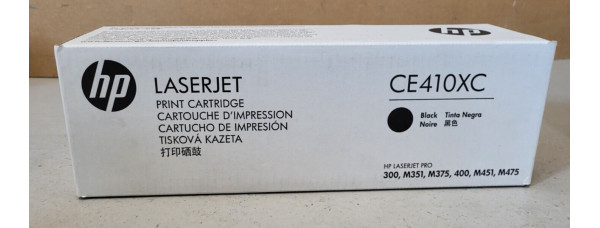 hp
LASERJET
PRINT CARTRIDGE
CARTOUCHE D'IMPRESSION
CARTUCHO DE IMPRESIÓN
TISKOVÁ KAZETA
打印硒鼓
CE410XC
Black Tinta Negra
Noire 黑色
HP LASERJET PRO
300, M351, M375, 400, M451, M475